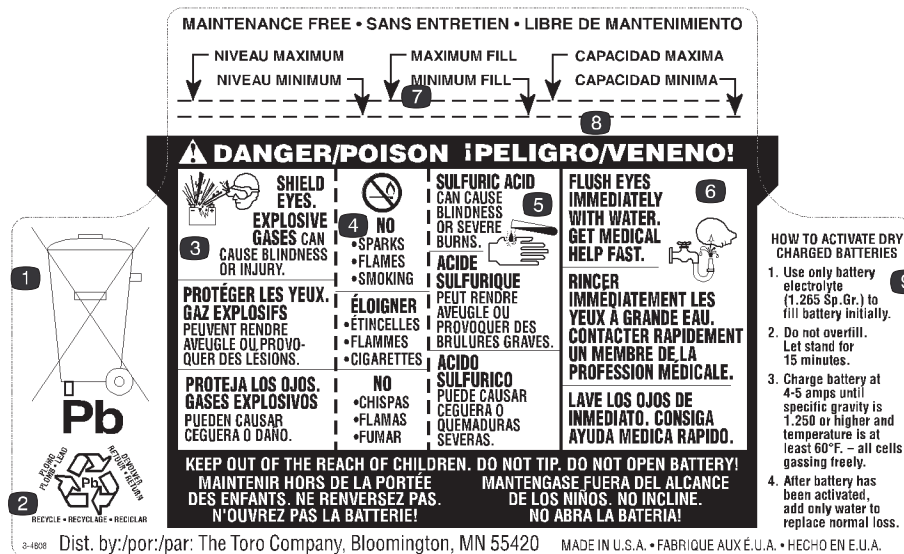 MAINTENANCE FREE • SANS ENTRETIEN • LIBRE DE MANTENIMIENTO
NIVEAU MAXIMUM
MAXIMUM FILL
CAPACIDAD MAXIMA
NIVEAU MINIMUM
MINIMUM FILL
CAPACIDAD MINIMA
7
8
DANGER/POISON ¡PELIGRO/VENENO!
1
Pb
2
PLOMO
PLOMB • LEAD
DEVOLVER
RETOUR • RETURN
Pb
RECYCLE • RECYCLAGE • RECICLAR
3
SHIELD
EYES.
EXPLOSIVE
GASES CAN
CAUSE BLINDNESS
OR INJURY.
PROTÉGER LES YEUX.
GAZ EXPLOSIFS
PEUVENT RENDRE
AVEUGLE OU PROVO-
QUER DES LESIONS.
PROTEJA LOS OJOS.
GASES EXPLOSIVOS
PUEDEN CAUSAR
CEGUERA O DAÑO.
4
NO
•SPARKS
•FLAMES
•SMOKING
ÉLOIGNER
•ÉTINCELLES
•FLAMMES
•CIGARETTES
NO
•CHISPAS
•FLAMAS
•FUMAR
SULFURIC ACID
CAN CAUSE
BLINDNESS
OR SEVERE
BURNS.
5
ACIDE
SULFURIQUE
PEUT RENDRE
AVEUGLE OU
PROVOQUER DES
BRÛLURES GRAVES.
ACIDO
SULFURICO
PUEDE CAUSAR
CEGUERA O
QUEMADURAS
SEVERAS.
FLUSH EYES
IMMEDIATELY
WITH WATER.
GET MEDICAL
HELP FAST.
6
RINCER
IMMEDIATEMENT LES
YEUX À GRANDE EAU.
CONTACTER RAPIDEMENT
UN MEMBRE DE LA
PROFESSION MÉDICALE.
LAVE LOS OJOS DE
INMEDIATO. CONSIGA
AYUDA MEDICA RAPIDO.
KEEP OUT OF THE REACH OF CHILDREN. DO NOT TIP. DO NOT OPEN BATTERY!
MAINTENIR HORS DE LA PORTÉE
DES ENFANTS. NE RENVERSEZ PAS.
N'OUVREZ PAS LA BATTERIE!
MANTENGASE FUERA DEL ALCANCE
DE LOS NIÑOS. NO INCLINE.
NO ABRA LA BATERIA!
HOW TO ACTIVATE DRY
CHARGED BATTERIES
1. Use only battery
electrolyte
(1.265 Sp.Gr.) to
fill battery initially.
2. Do not overfill.
Let stand for
15 minutes.
3. Charge battery at
4-5 amps until
specific gravity is
1.250 or higher and
temperature is at
least 60°F. – all cells
gassing freely.
4. After battery has
been activated,
add only water to
replace normal loss.
3-4808 Dist. by:/por:/par: The Toro Company, Bloomington, MN 55420 MADE IN U.S.A. • FABRIQUE AUX É.U.A. • HECHO EN E.U.A.